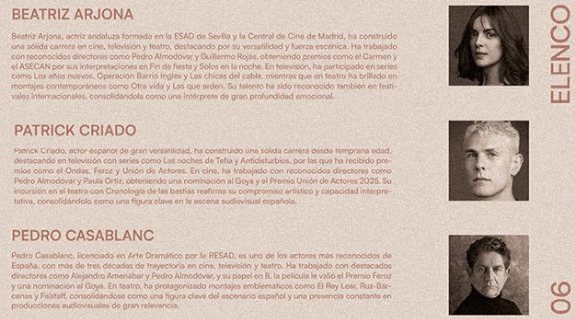 BEATRIZ ARJONA
Beatriz Arjona, actriz andaluza formada en la ESAD de Sevilla y la Central de Cine de Madrid, ha construido
una sólida carrera en cine, televisión y teatro, destacando por su versatilidad y fuerza escénica. Ha trabajado
con reconocidos directores como Pedro Almodóvar y Guillermo Rojas, obteniendo premios como el Carmen y
el ASECAN por sus interpretaciones en Fin de fiesta y Solos en la noche. En televisión, ha participado en series
como Los años nuevos, Operación Barrio Inglés y Las chicas del cable, mientras que en teatro ha brillado en
montajes contemporáneos como Otra vida y Las que arden. Su talento ha sido reconocido también en festi-
vales internacionales, consolidándola como una intérprete de gran profundidad emocional.
PATRICK CRIADO
Patrick Criado, actor español de gran versatilidad, ha construido una sólida carrera desde temprana edad,
destacando en televisión con series como Las noches de Tefía y Antidisturbios, por las que ha recibido pre-
mios como el Ondas, Feroz y Unión de Actores. En cine, ha trabajado con reconocidos directores como
Pedro Almodóvar y Paula Ortiz, obteniendo una nominación al Goya y el Premio Unión de Actores 2025. Su
incursión en el teatro con Cronología de las bestias reafirma su compromiso artístico y capacidad interpre-
tativa, consolidándolo como una figura clave en la escena audiovisual española.
PEDRO CASABLANC
Pedro Casablanc, licenciado en Arte Dramático por la RESAD, es uno de los actores más reconocidos de
España, con más de tres décadas de trayectoria en cine, televisión y teatro. Ha trabajado con destacados
directores como Alejandro Amenábar y Pedro Almodóvar, y su papel en B, la película le valió el Premio Feroz
y una nominación al Goya. En teatro, ha protagonizado montajes emblemáticos como El Rey Lear, Ruz-Bár-
cenas y Falstaff, consolidándose como una figura clave del escenario español y una presencia constante en
producciones audiovisuales de gran relevancia.
ELENCO
06